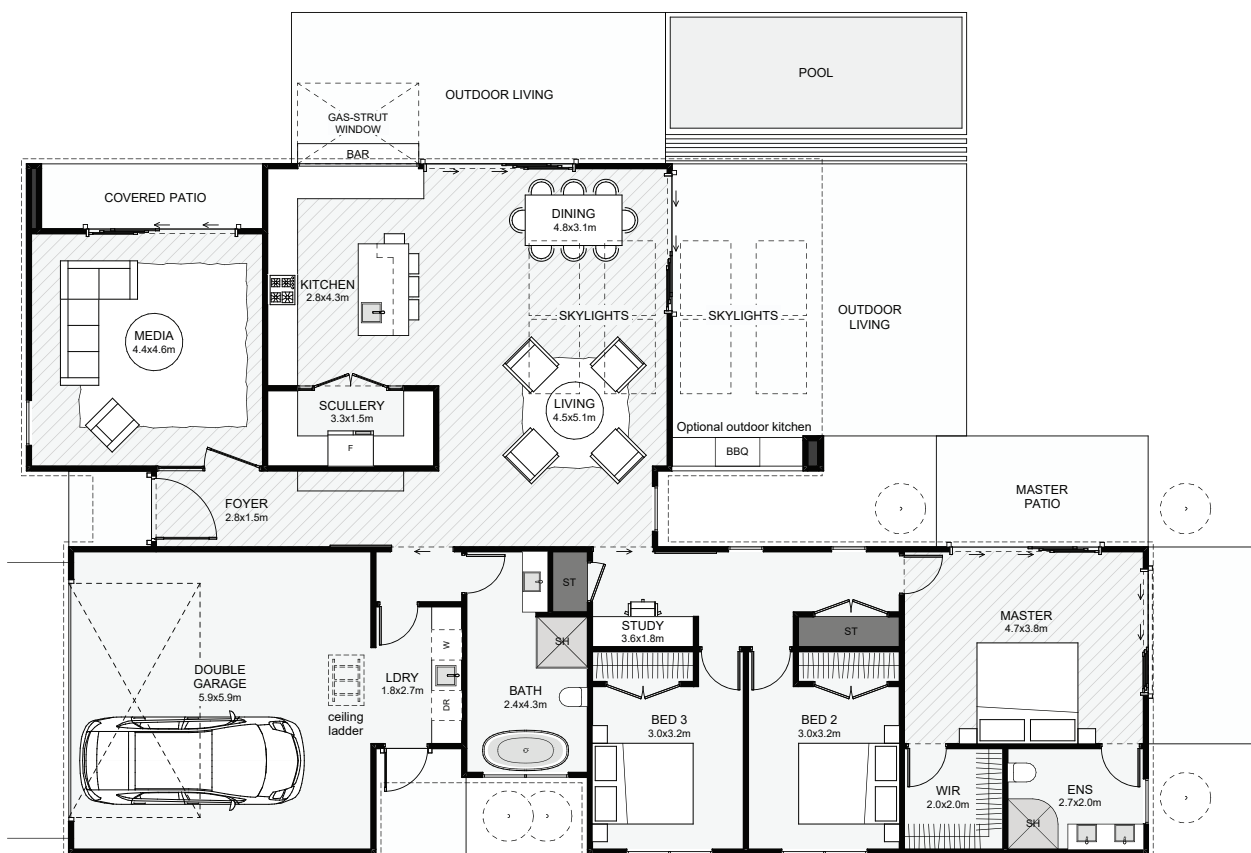 POOL
OUTDOOR LIVING
GAS-STRUT
WINDOW
BAR
COVERED PATIO
DINING
4.8x3.1m
KITCHEN
2.8x4.3m
SKYLIGHTS
SKYLIGHTS
OUTDOOR
LIVING
MEDIA
4.4x4.6m
SCULLERY
3.3x1.5m
F
LIVING
4.5x5.1m
Optional outdoor kitchen
BBQ
FOYER
2.8x1.5m
MASTER
PATIO
ST
STUDY
3.6x1.8m
ST
MASTER
4.7x3.8m
SH
W
DOUBLE
GARAGE
5.9x5.9m
LDRY
1.8x2.7m
DR
BATH
2.4x4.3m
ceiling
ladder
BED 3
3.0x3.2m
BED 2
3.0x3.2m
WIR
2.0x2.0m
ENS
2.7x2.0m
SH